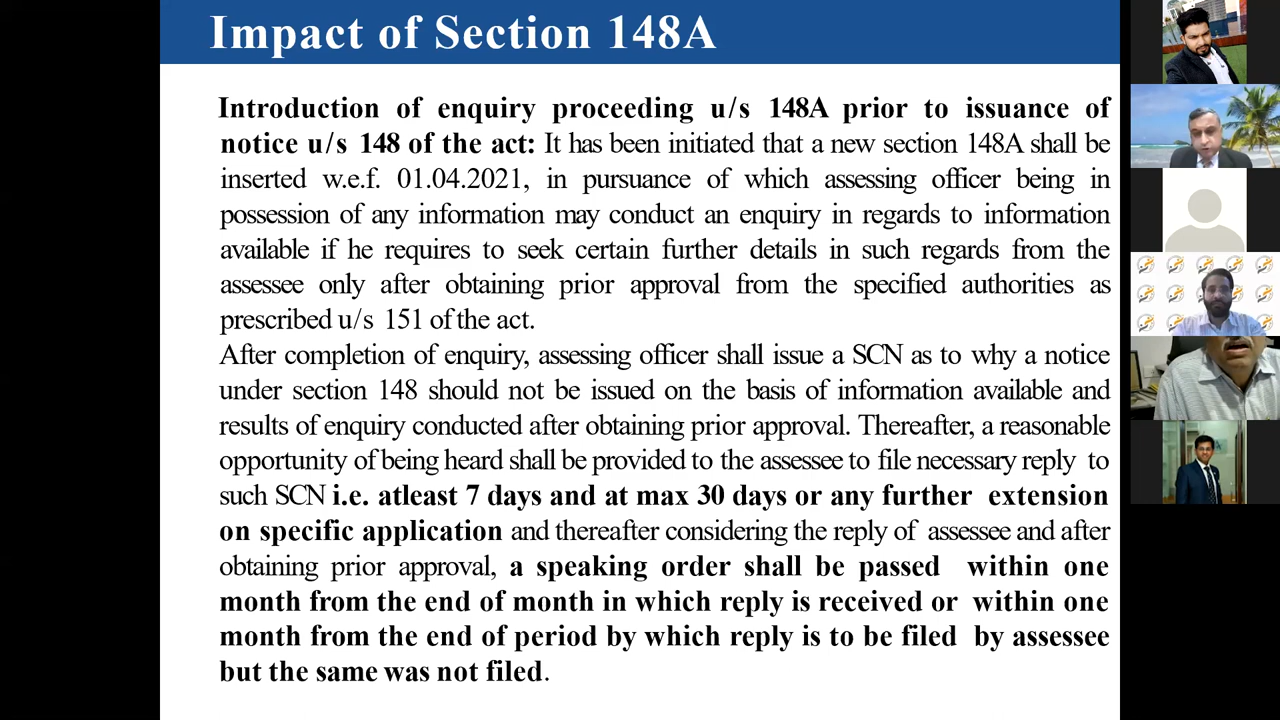 Impact of Section 148A
Introduction of enquiry proceeding u/s 148A prior to issuance of
notice u/s 148 of the act: It has been initiated that a new section 148A shall be
inserted w.e.f. 01.04.2021, in pursuance of which assessing officer being in
possession of any information may conduct an enquiry in regards to information
available if he requires to seek certain further details in such regards from the
assessee only after obtaining prior approval from the specified authorities as
prescribed u/s 151 of the act.
After completion of enquiry, assessing officer shall issue a SCN as to why a notice
under section 148 should not be issued on the basis of information available and
results of enquiry conducted after obtaining prior approval. Thereafter, a reasonable
opportunity of being heard shall be provided to the assessee to file necessary reply to
such SCN i.e. atleast 7 days and at max 30 days or any further extension
on specific application and thereafter considering the reply of assessee and after
obtaining prior approval, a speaking order shall be passed within one
month from the end of month in which reply is received or within one
month from the end of period by which reply is to be filed by assessee
but the same was not filed.